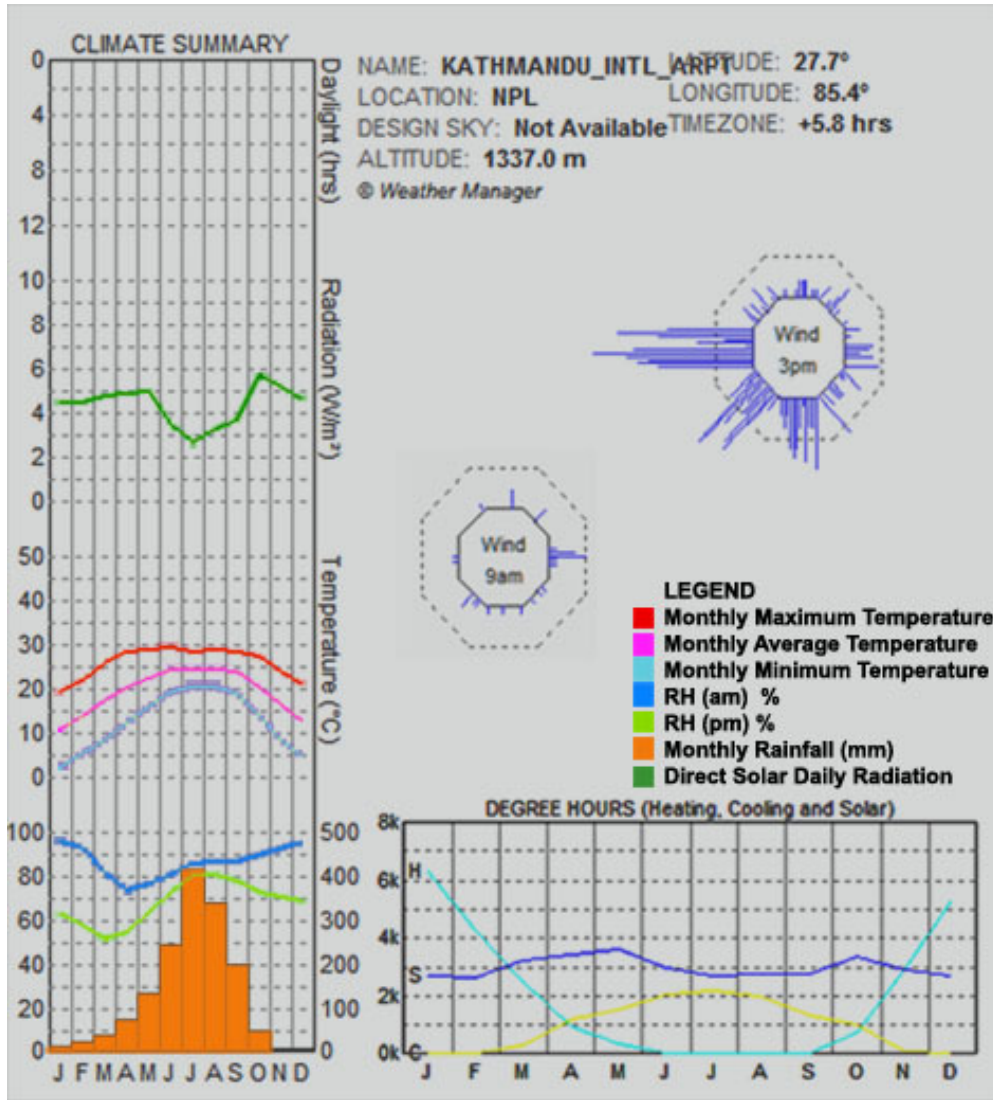 CLIMATE SUMMARY
NAME: KATHMANDU_INTL_ARPT
LATITUDE: 27.7°
LOCATION: NPL
LONGITUDE: 85.4°
DESIGN SKY: Not Available
TIMEZONE: +5.8 hrs
ALTITUDE: 1337.0 m
© Weather Manager
0
4
8
12
Daylight (hrs)
10
8
6
4
2
0
Radiation (W/m²)
Wind
3pm
Wind
9am
50
40
30
20
10
0
Temperature (°C)
LEGEND
Monthly Maximum Temperature
Monthly Average Temperature
Monthly Minimum Temperature
RH (am) %
RH (pm) %
Monthly Rainfall (mm)
Direct Solar Daily Radiation
100 500
80 400
60 300
40 200
20 100
0 0
J F M A M J J A S O N D
DEGREE HOURS (Heating, Cooling and Solar)
8k
6k
4k
2k
0k
H
S
C
J F M A M J J A S O N D